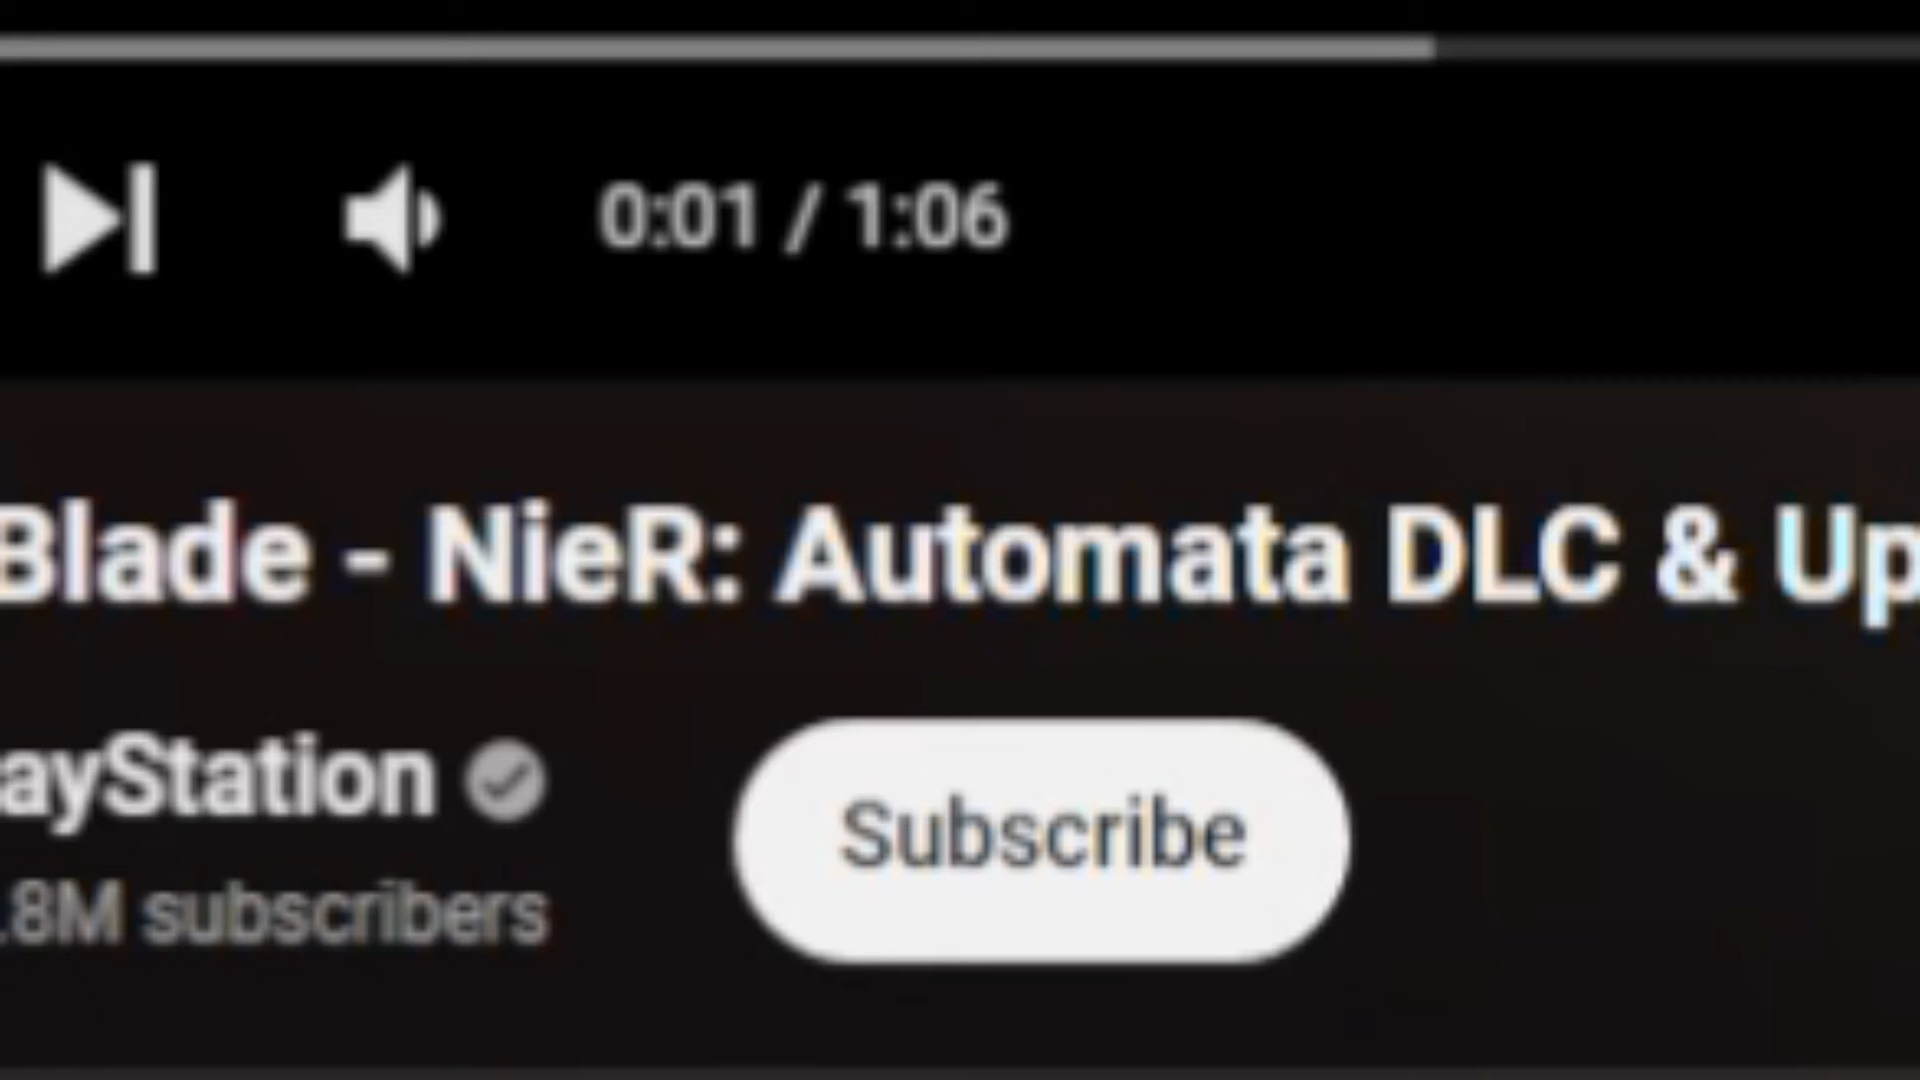 0:01 / 1:06
Blade - NieR: Automata DLC & Up
ayStation
Subscribe
.8M subscribers